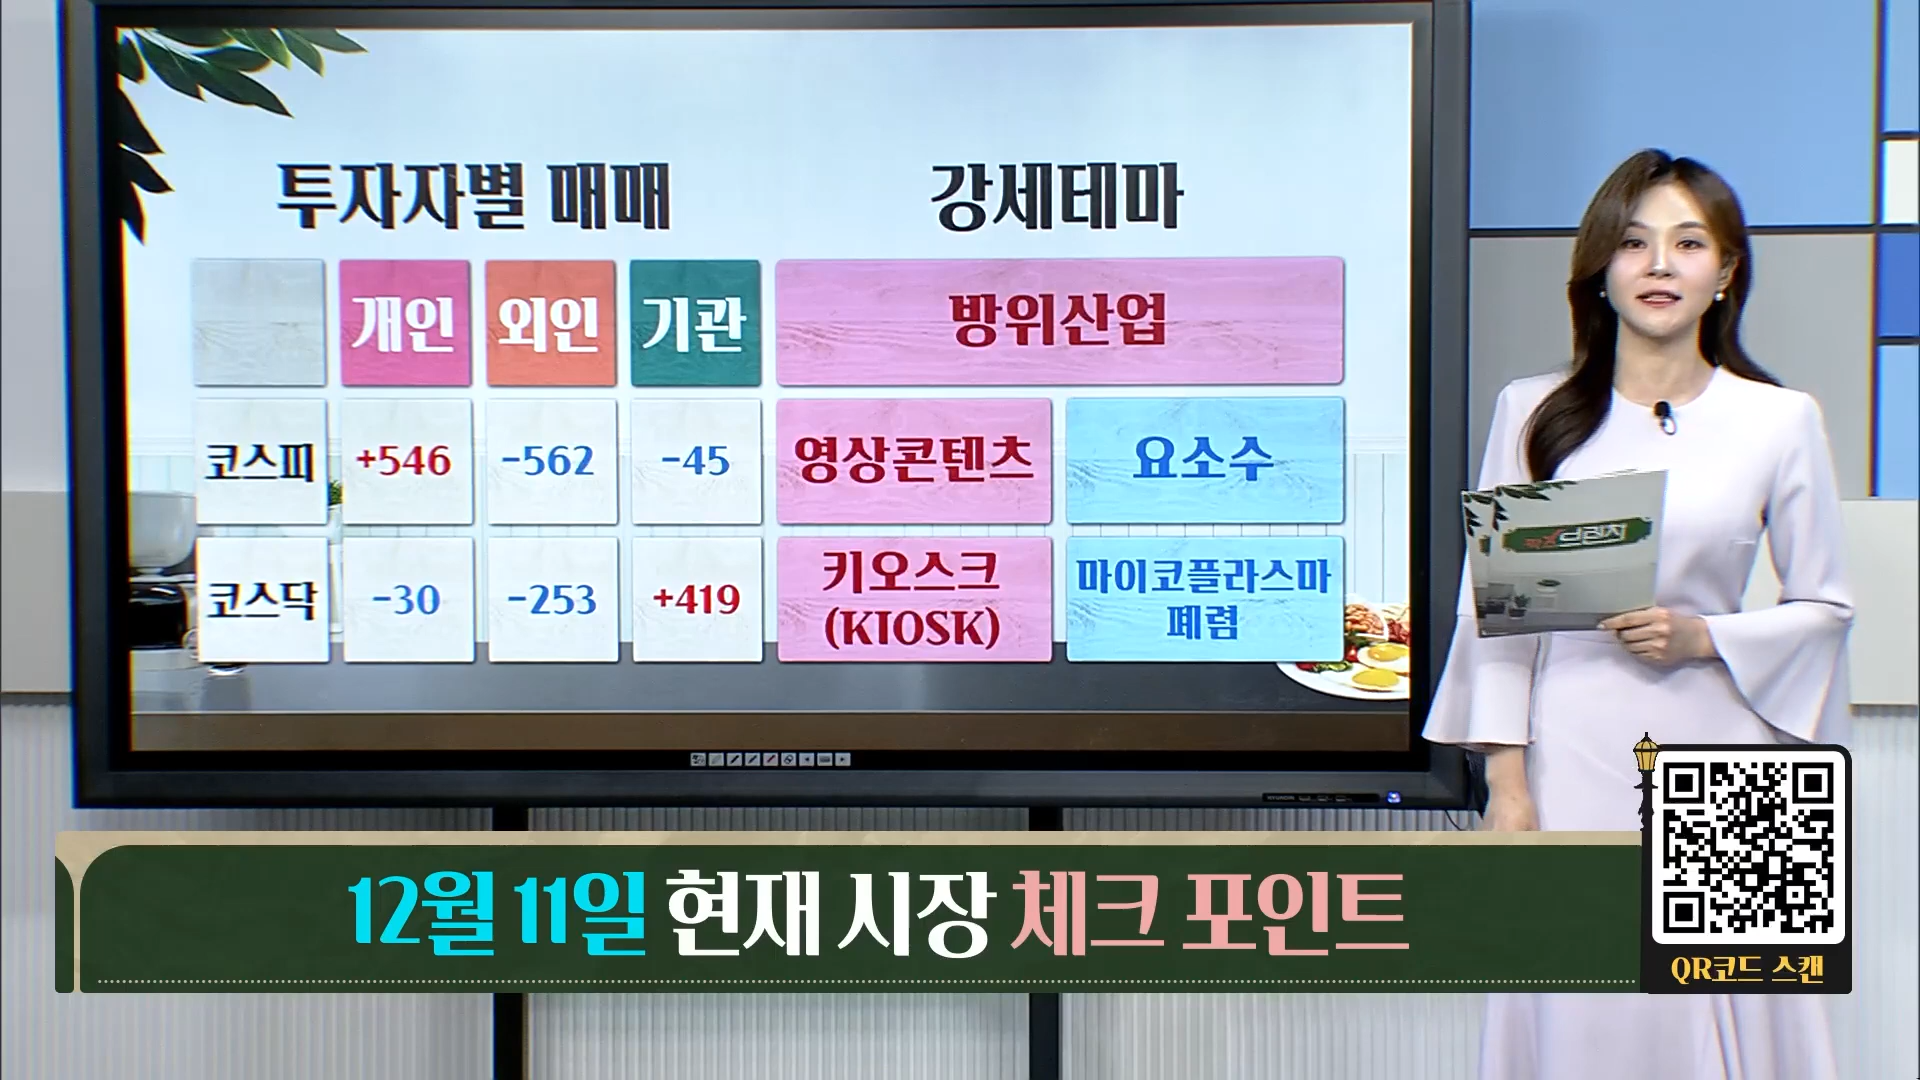 투자자별 매매
강세테마
개인 외인 기관
방위산업
코스피 +546 -562 -45
영상콘텐츠
요소수
코스닥 -30 -253 +419
키오스크
(KIOSK)
마이코플라스마
폐렴
브런치
12월 11일 현재 시장 체크 포인트
QR코드 스캔